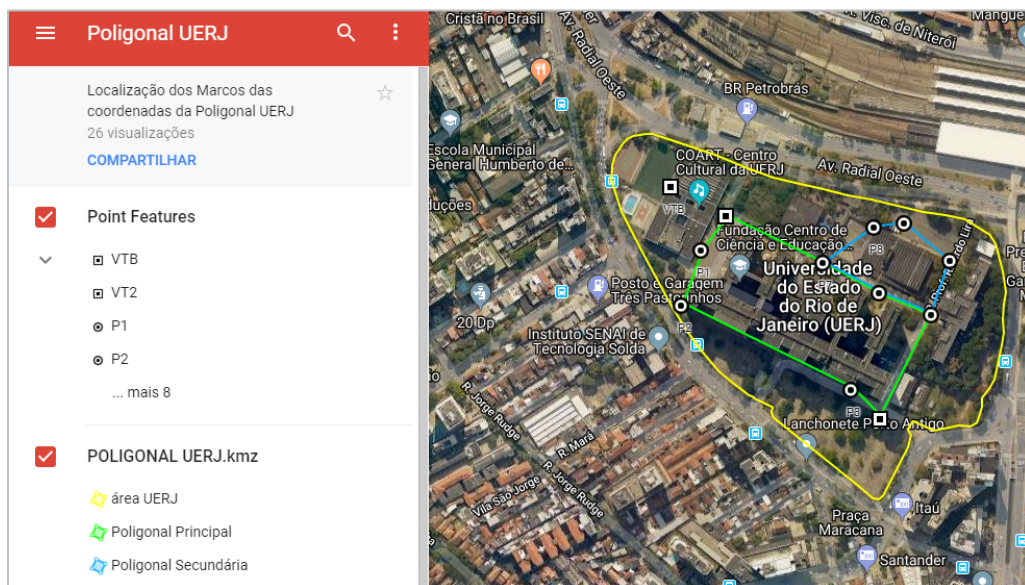 Poligonal UERJ
Localização dos Marcos das
coordenadas da Poligonal UERJ
26 visualizações
COMPARTILHAR
Point Features
VTB
VT2
P1
P2
... mais 8
POLIGONAL UERJ.kmz
área UERJ
Poligonal Principal
Poligonal Secundária
Cristã no Brasil
Av. Radial Oeste
R. Visc. de Niterói
Mangue
BR Petrobrás
Escola Municipal
General Humberto de...
COART - Centro
Cultural da UERJ
Av. Radial Oeste
VTB
duções
Fundação Centro de
Ciência e Educação...
P8
P1
Universidade
do Estado
do Rio de
Janeiro (UERJ)
Posto e Garagem
Três Pastorinhos
20 Dp
P2
Instituto SENAI de
Tecnologia Solda
R. Jorge Rudge
P3
Lanchonete Porto Antigo
R. Mará
R. Jorge Rudge
Vila São Jorge
Itaú
Praça
Maracanã
Santander